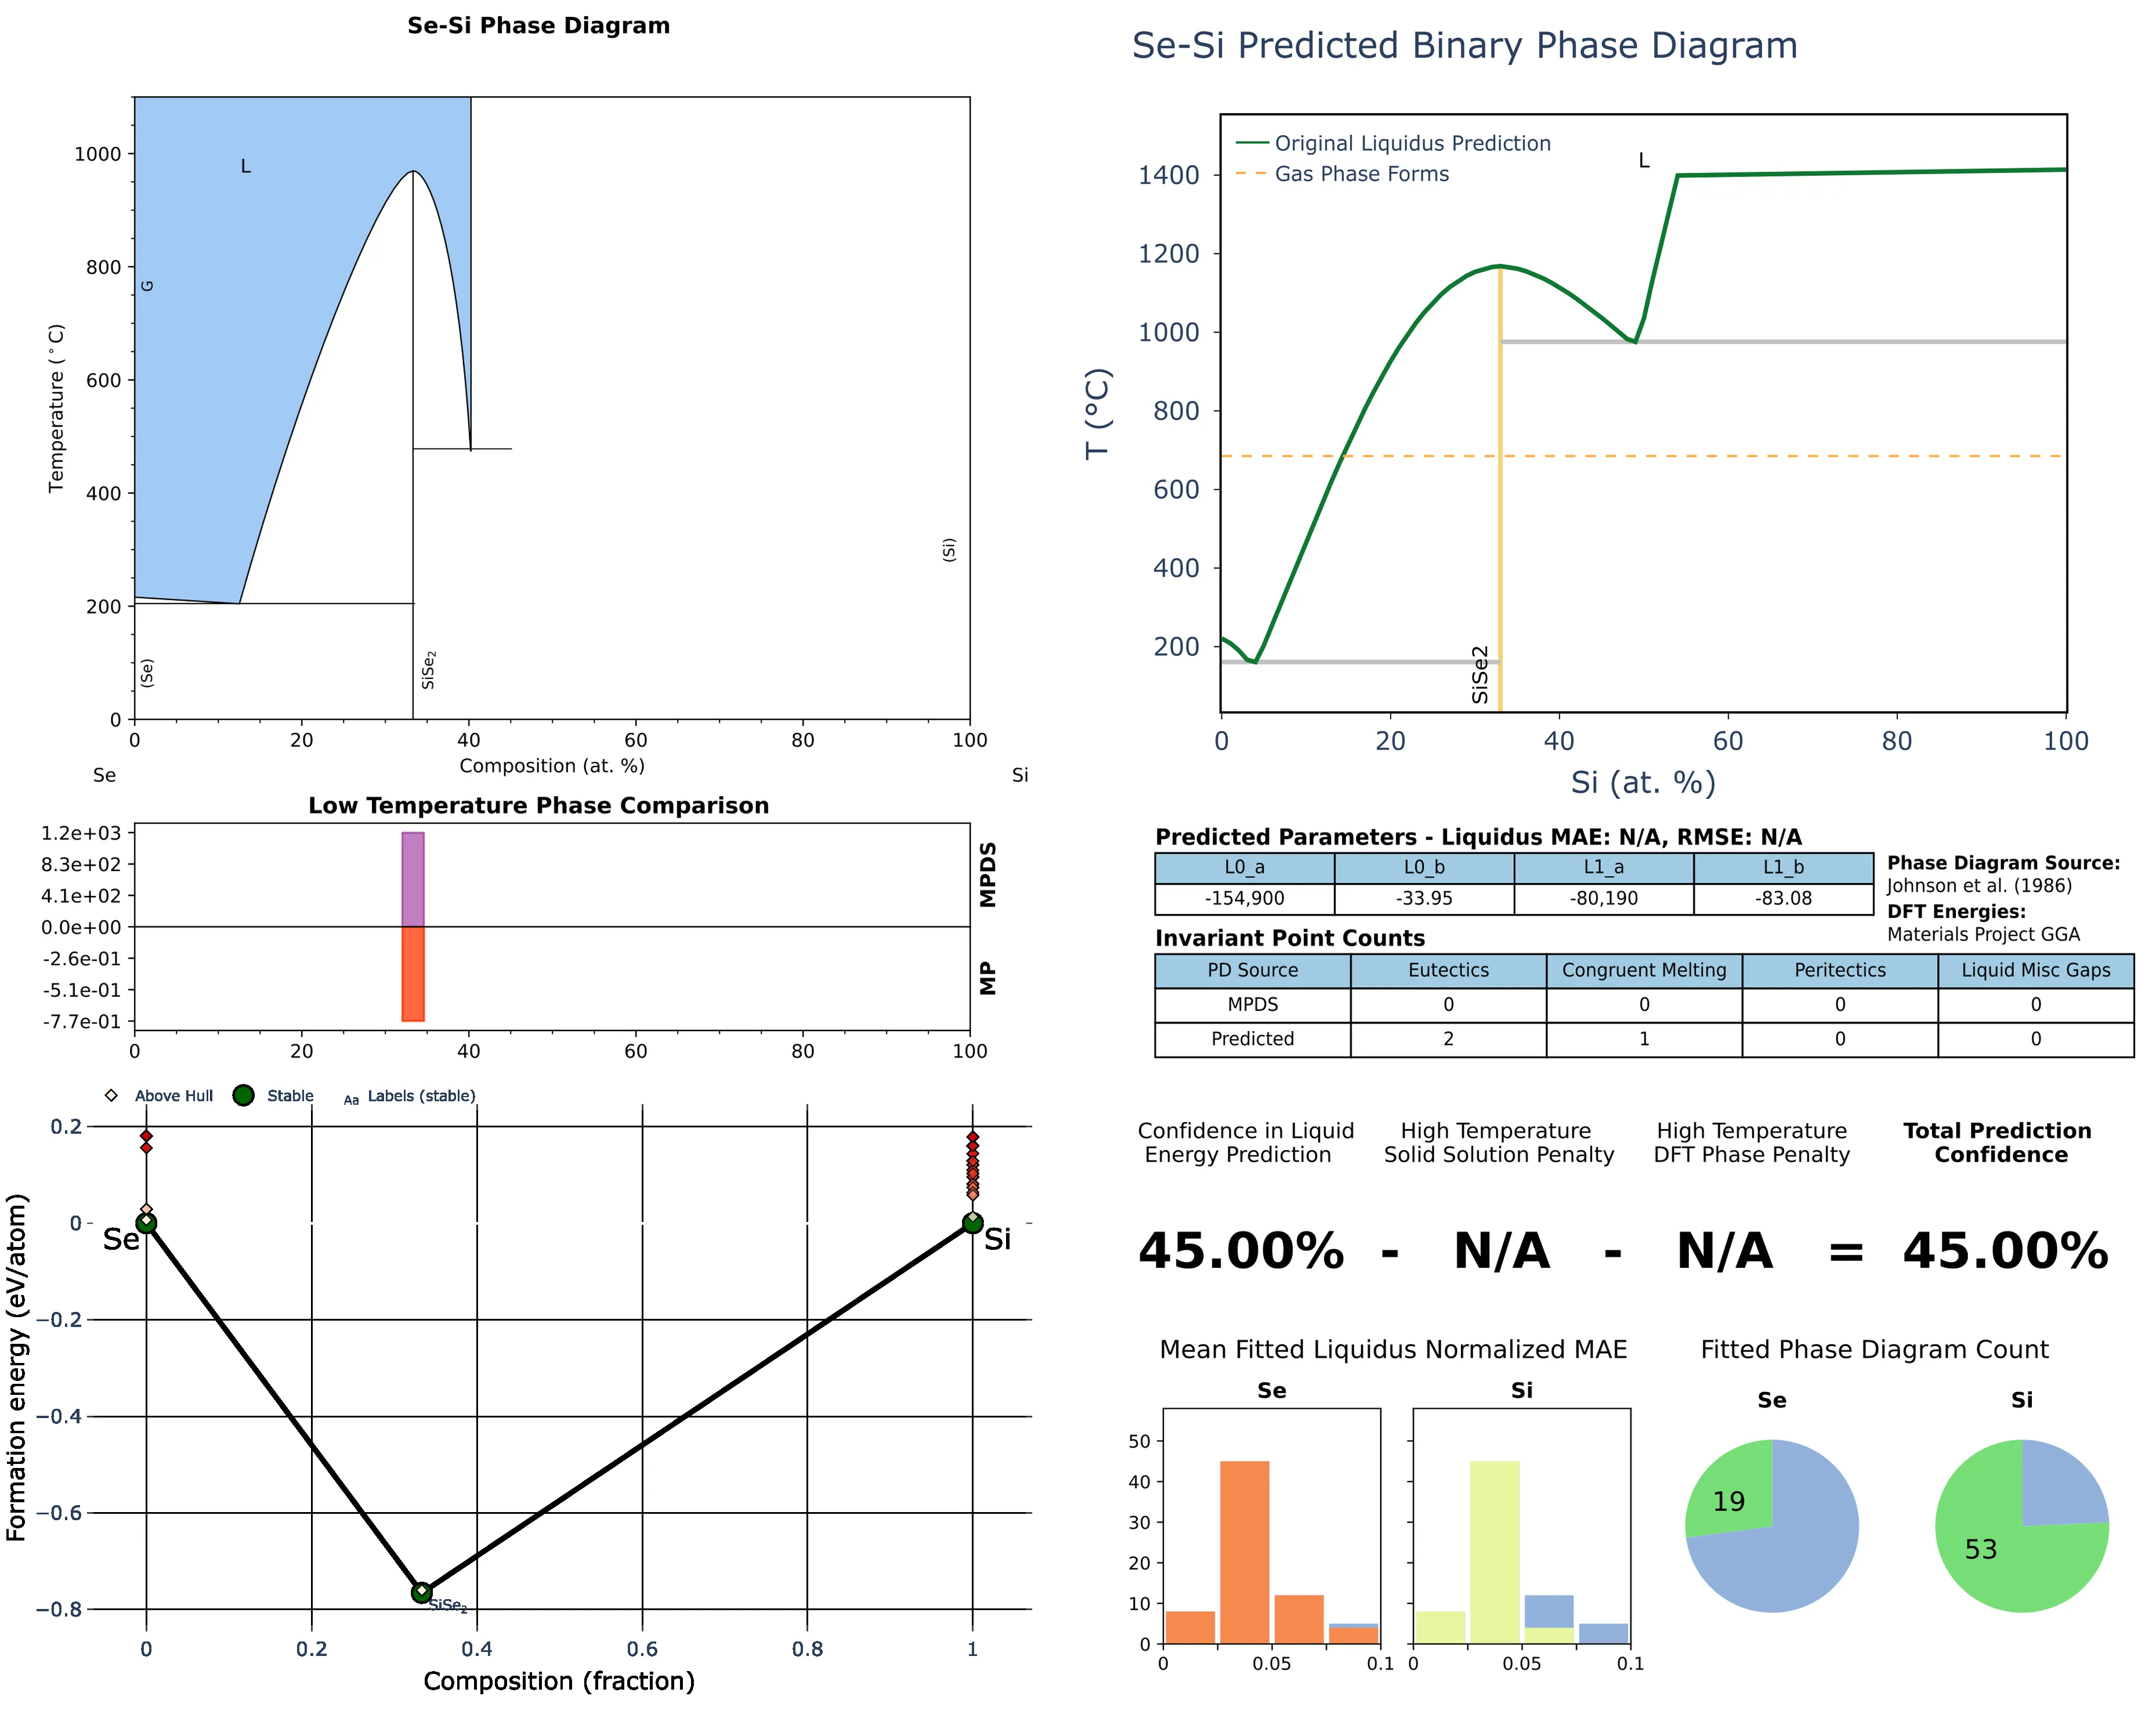 Se-Si Phase Diagram
1000
800
600
400
200
0
Temperature (°C)
L
G
(Se)
SiSe2
(Si)
0 20 40 60 80 100
Composition (at. %)
Se Si
Low Temperature Phase Comparison
1.2e+03
8.3e+02
4.1e+02
0.0e+00
-2.6e-01
-5.1e-01
-7.7e-01
MPDS
MP
0 20 40 60 80 100
Above Hull Stable Aa Labels (stable)
0.2
0
−0.2
−0.4
−0.6
−0.8
Formation energy (eV/atom)
Se
Si
SiSe2
0 0.2 0.4 0.6 0.8 1
Composition (fraction)
Se-Si Predicted Binary Phase Diagram
Original Liquidus Prediction
Gas Phase Forms
L
1400
1200
1000
800
600
400
200
T (°C)
SiSe2
0 20 40 60 80 100
Si (at. %)
Predicted Parameters - Liquidus MAE: N/A, RMSE: N/A
L0_a L0_b L1_a L1_b
-154,900 -33.95 -80,190 -83.08
Phase Diagram Source:
Johnson et al. (1986)
DFT Energies:
Materials Project GGA
Invariant Point Counts
PD Source Eutectics Congruent Melting Peritectics Liquid Misc Gaps
MPDS 0 0 0 0
Predicted 2 1 0 0
Confidence in Liquid
Energy Prediction
High Temperature
Solid Solution Penalty
High Temperature
DFT Phase Penalty
Total Prediction
Confidence
45.00% - N/A - N/A = 45.00%
Mean Fitted Liquidus Normalized MAE
Se
Si
50
40
30
20
10
0
0 0.05 0.1
0 0.05 0.1
Fitted Phase Diagram Count
Se
Si
19
53